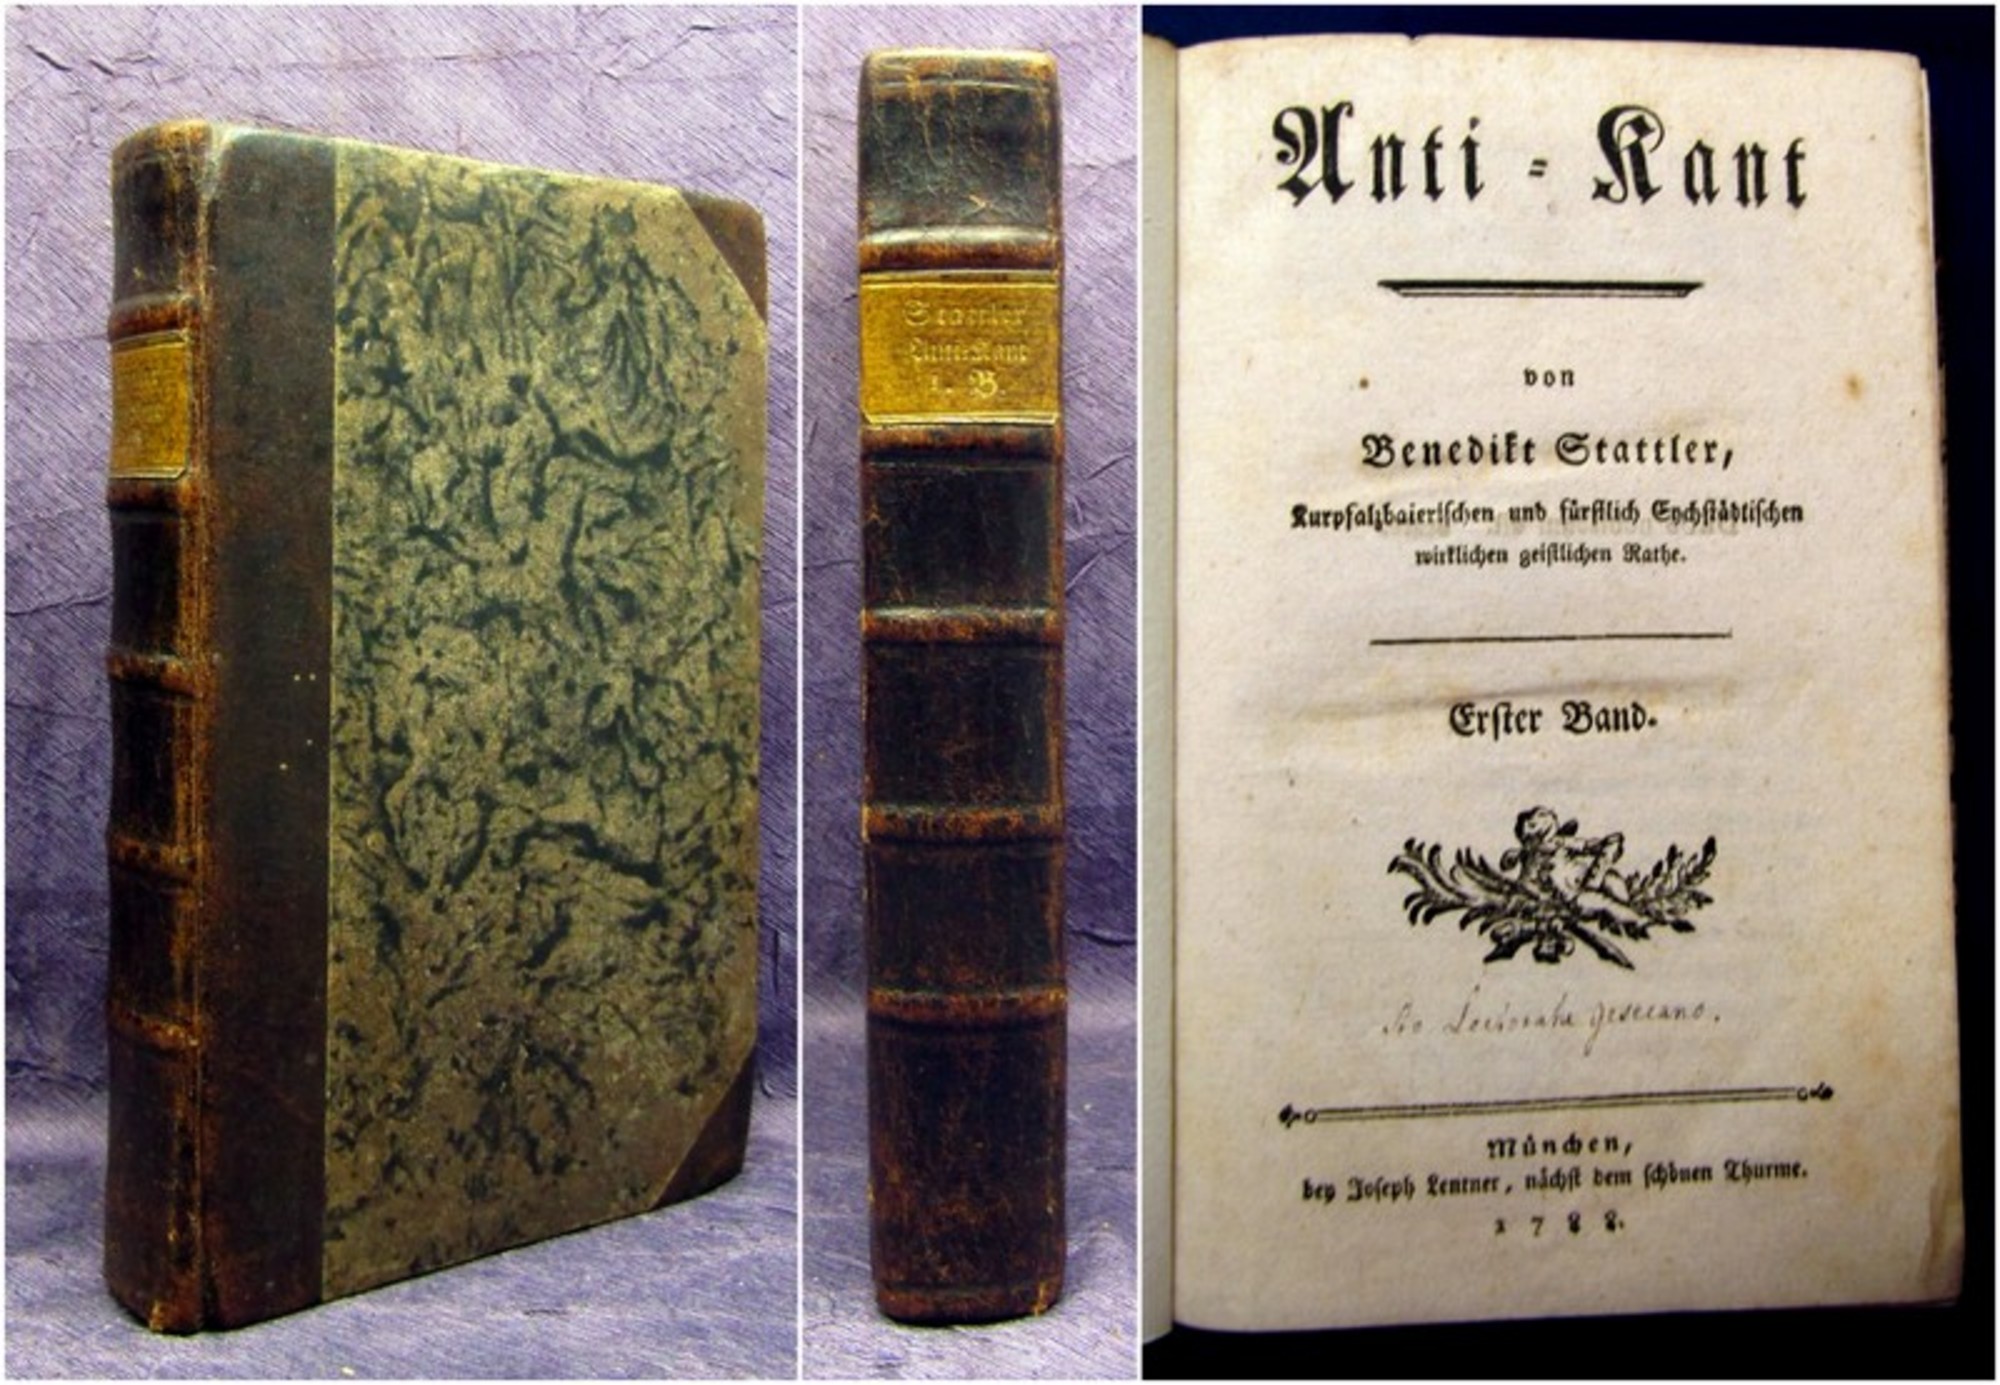 Stattler
Anti-Kant
1. B.
Anti-Kant
von
Benedikt Stattler,
Kurpfalzbaierischen und fürstlich Eychstädtischen
wirklichen geistlichen Rathe.
Erster Band.
München,
bey Joseph Lentner, nächst dem schönen Thurme.
1788.